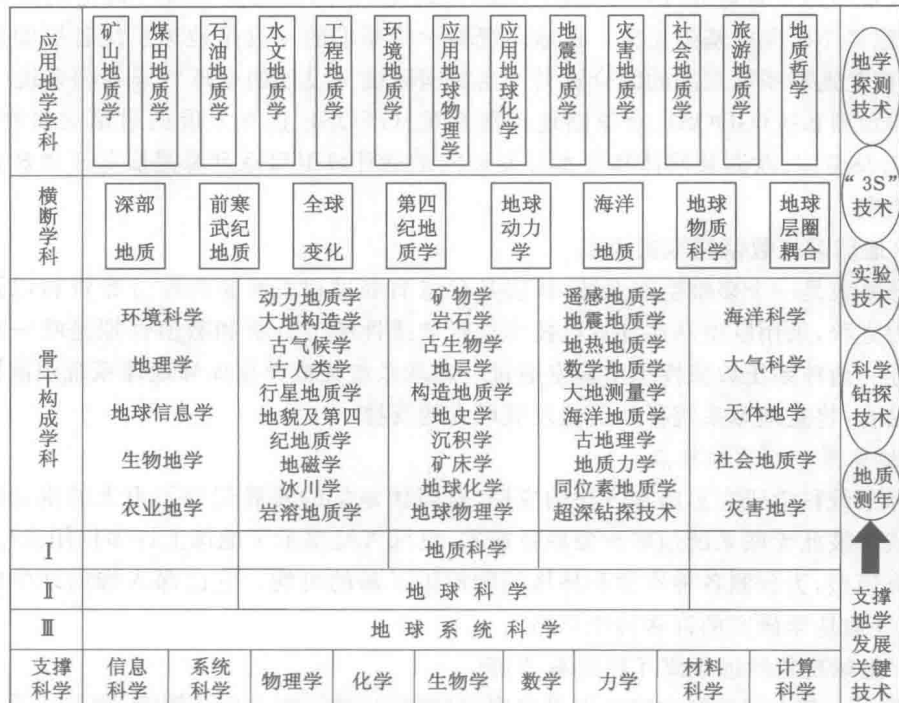 应用地学学科
矿山地质学
煤田地质学
石油地质学
水文地质学
工程地质学
环境地质学
应用地球物理学
应用地球化学
地震地质学
灾害地质学
社会地质学
旅游地质学
地质哲学
横断学科
深部
地质
前寒
武纪
地质
全球
变化
第四
纪地
质学
地球
动力
学
海洋
地质
地球
物质
科学
地球
层圈
耦合
骨干构成学科
环境科学
地理学
地球信息学
生物地学
农业地学
动力地质学
大地构造学
古气候学
古人类学
行星地质学
地貌及第四
纪地质学
地磁学
冰川学
岩溶地质学
矿物学
岩石学
古生物学
地层学
构造地质学
地史学
沉积学
矿床学
地球化学
地球物理学
遥感地质学
地震地质学
地热地质学
数学地质学
大地测量学
海洋地质学
古地理学
地质力学
同位素地质学
超深钻探技术
海洋科学
大气科学
天体地学
社会地质学
灾害地学
Ⅰ
地质科学
Ⅱ
地球科学
Ⅲ
地球系统科学
支撑
科学
信息
科学
系统
科学
物理学
化学
生物学
数学
力学
材料
科学
计算
科学
地学
探测
技术
“3S”
技术
实验
技术
科学
钻探
技术
地质
测年
支撑
地学
发展
关键
技术